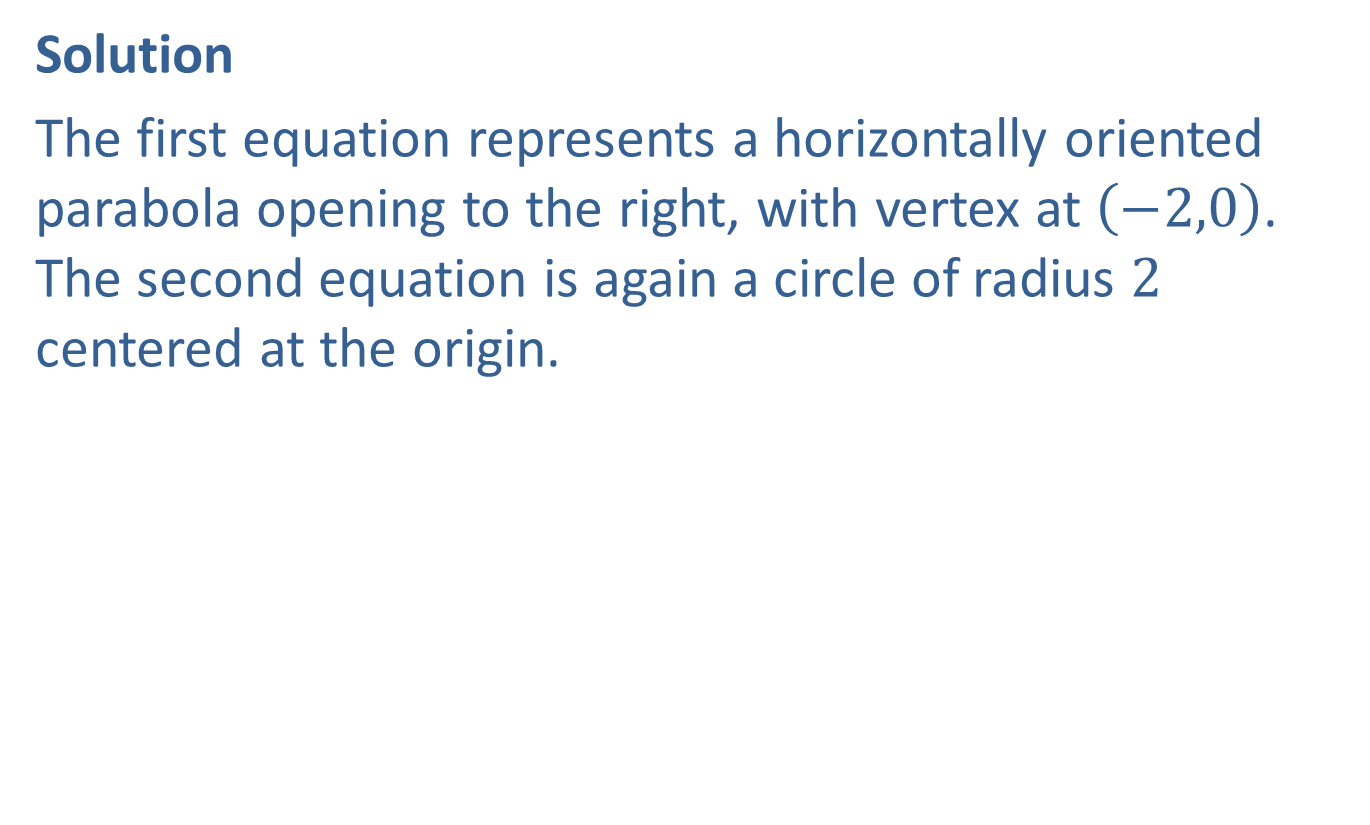 Solution
The first equation represents a horizontally oriented
parabola opening to the right, with vertex at (−2,0).
The second equation is again a circle of radius 2
centered at the origin.